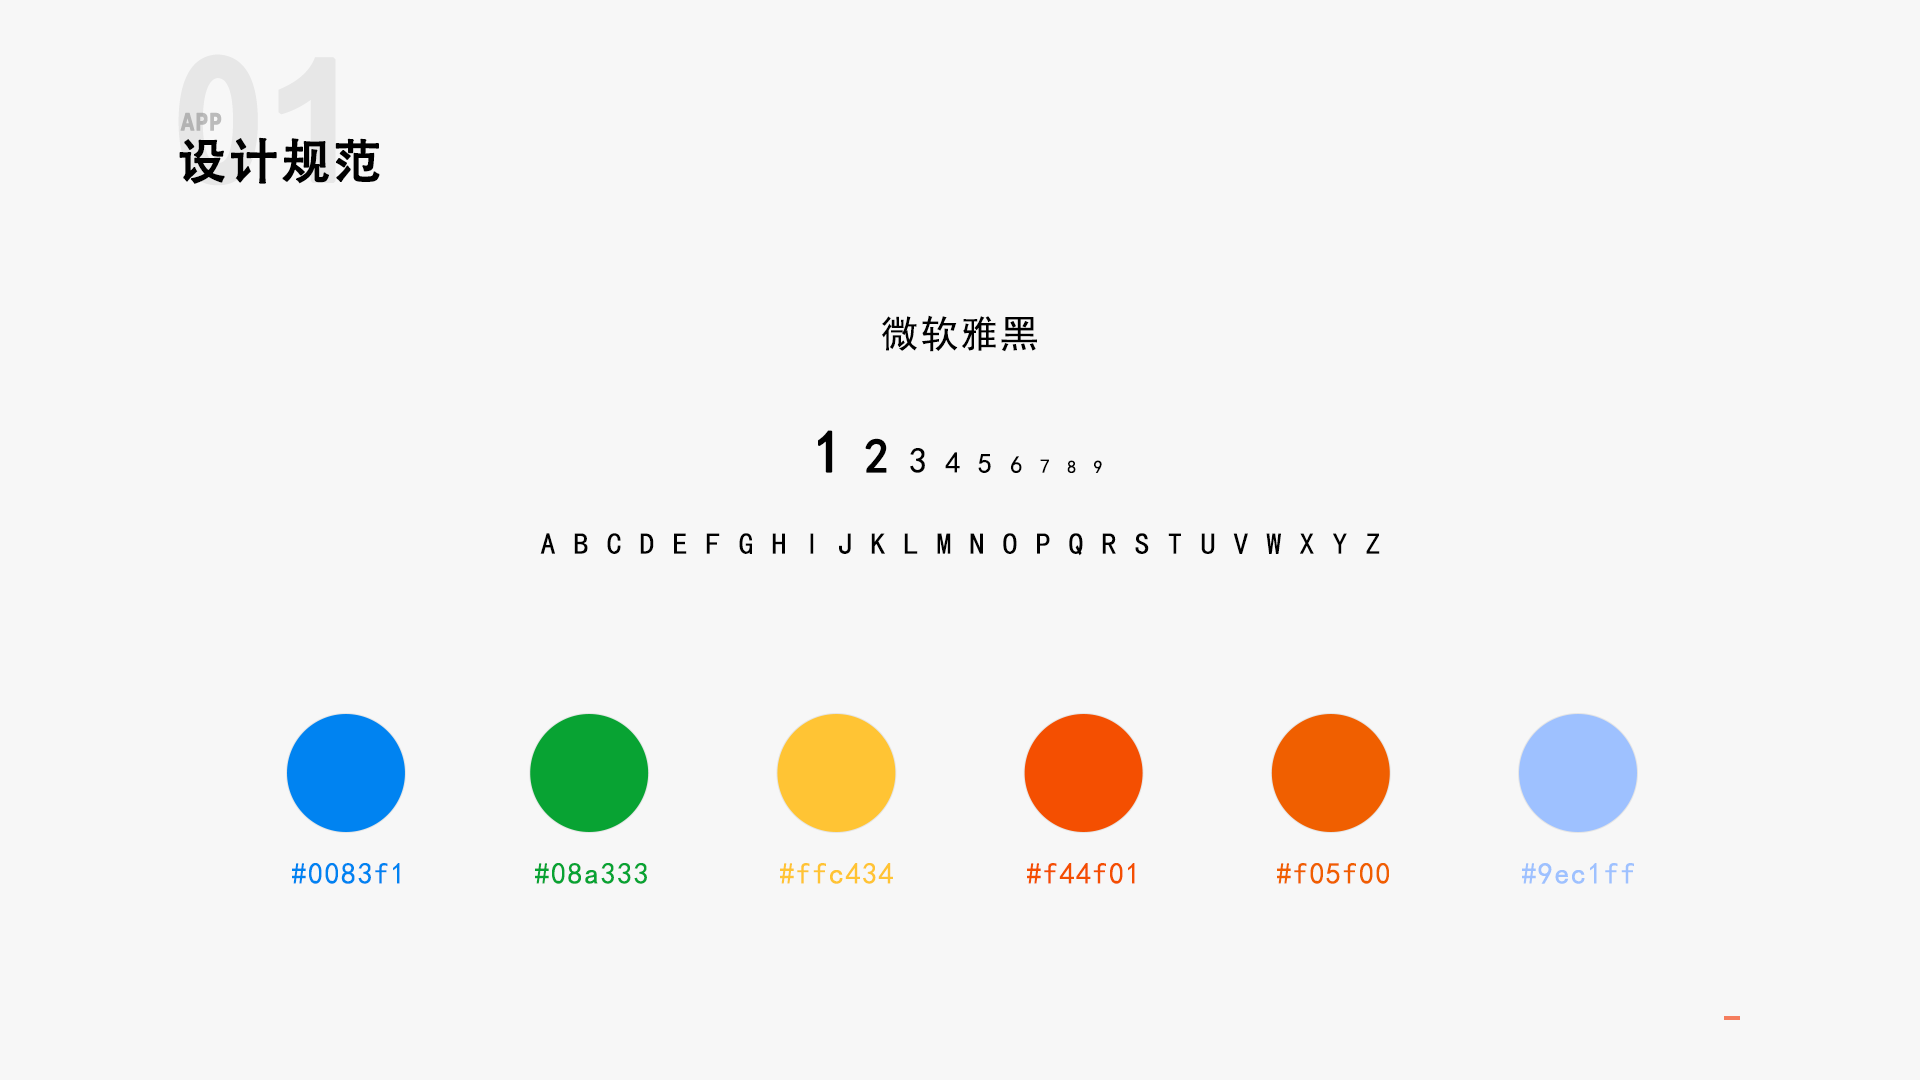 01
APP
设计规范
微软雅黑
1 2 3 4 5 6 7 8 9
A B C D E F G H I J K L M N O P Q R S T U V W X Y Z
#0083f1 #08a333 #ffc434 #f44f01 #f05f00 #9ec1ff